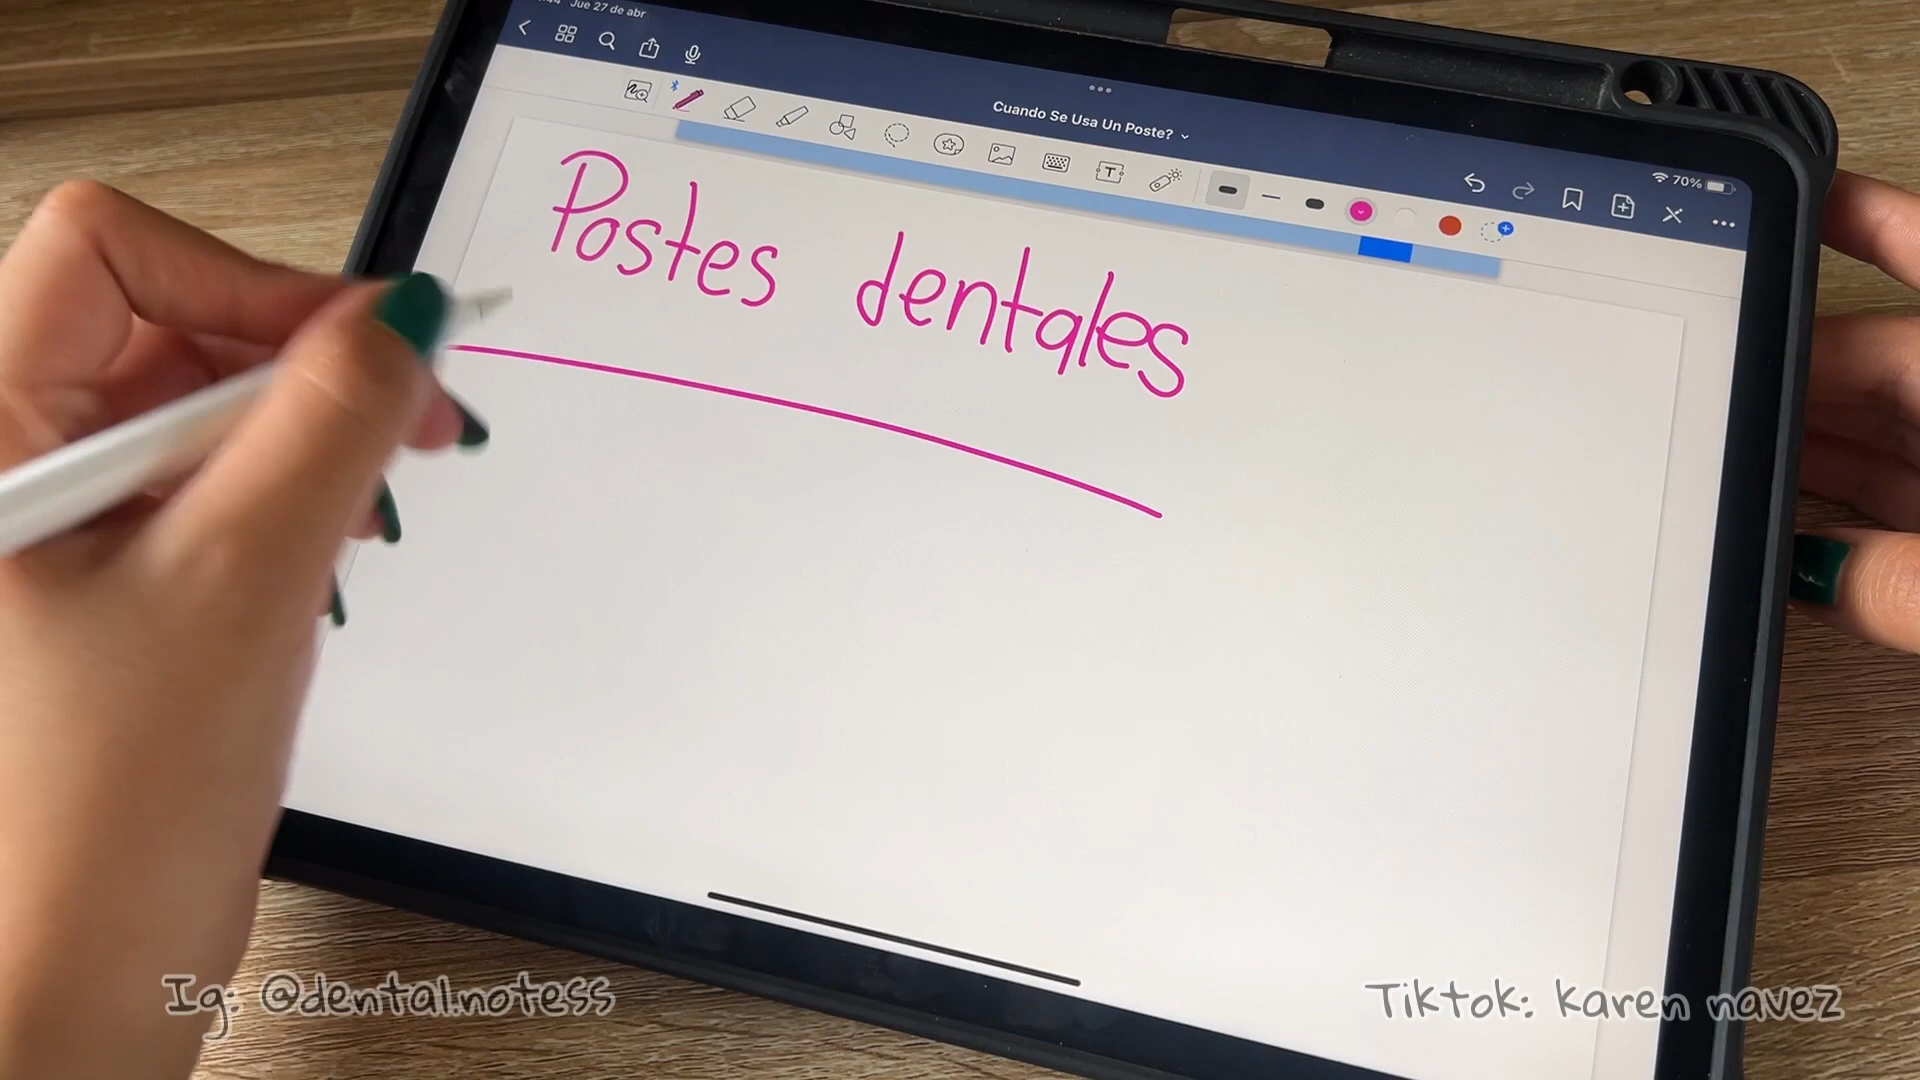 Jue 27 de abr
Cuando Se Usa Un Poste?
70%
T
Postes dentales
Ig: @dental.notess
Tiktok: karen navez